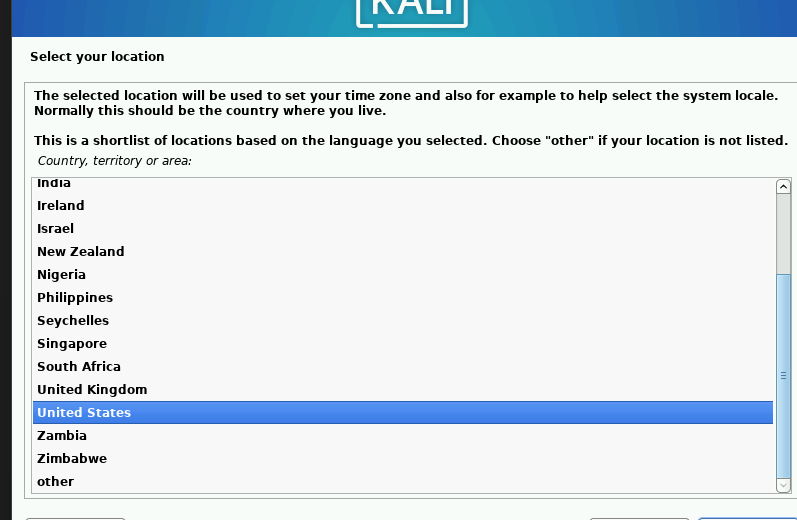 KALI
Select your location
The selected location will be used to set your time zone and also for example to help select the system locale.
Normally this should be the country where you live.
This is a shortlist of locations based on the language you selected. Choose "other" if your location is not listed.
Country, territory or area:
India
Ireland
Israel
New Zealand
Nigeria
Philippines
Seychelles
Singapore
South Africa
United Kingdom
United States
Zambia
Zimbabwe
other